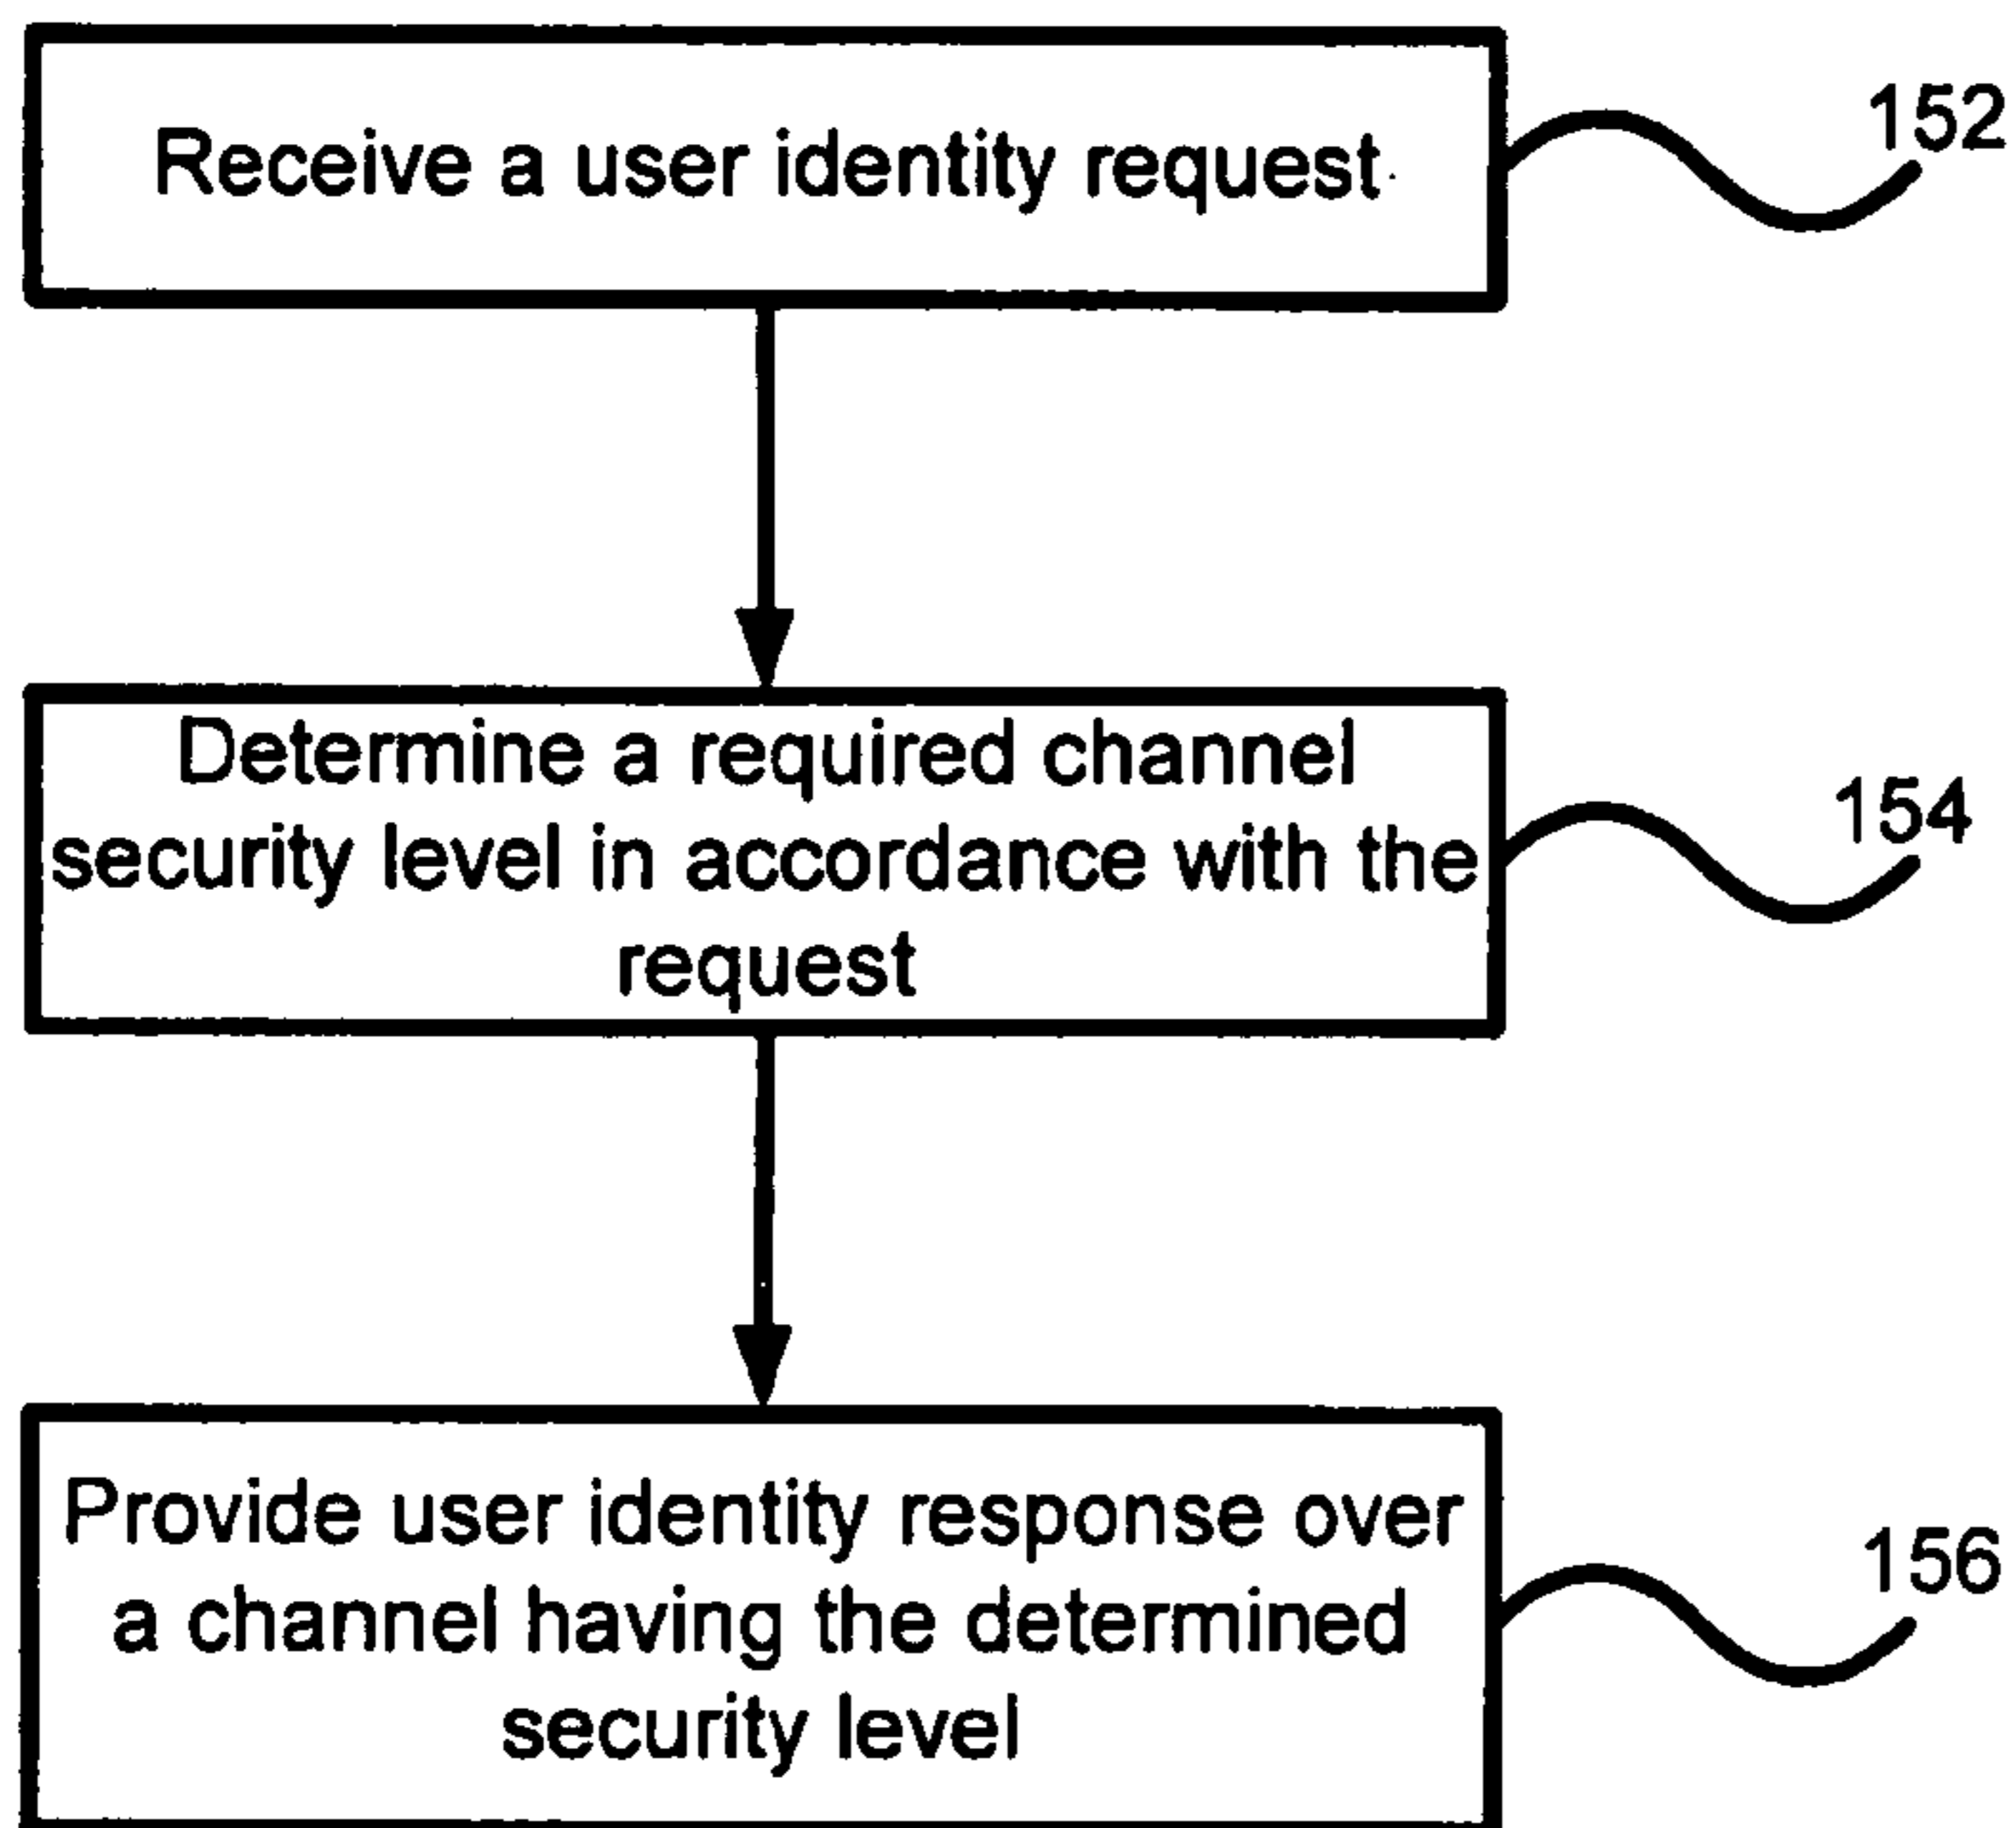 Receive a user identity request
152
Determine a required channel
security level in accordance with the
request
154
Provide user identity response over
a channel having the determined
security level
156